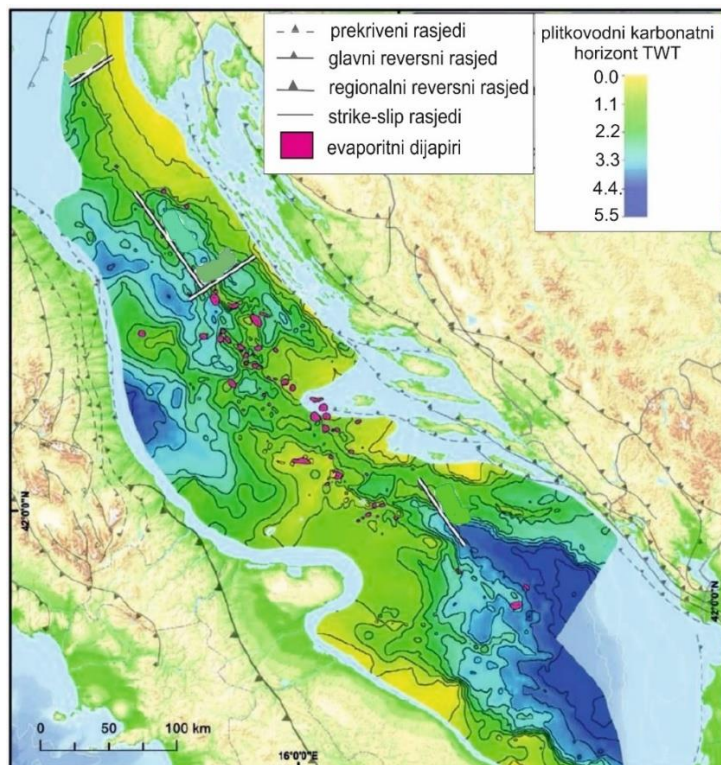 prekriveni rasjedi
glavni reversni rasjed
regionalni reversni rasjed
strike-slip rasjedi
evaporitni dijapiri
plitkovodni karbonatni
horizont TWT
0.0
1.1
2.2
3.3
4.4
5.5
42°0'0"N
42°0'0"N
0 50 100 km
16°0'0"E